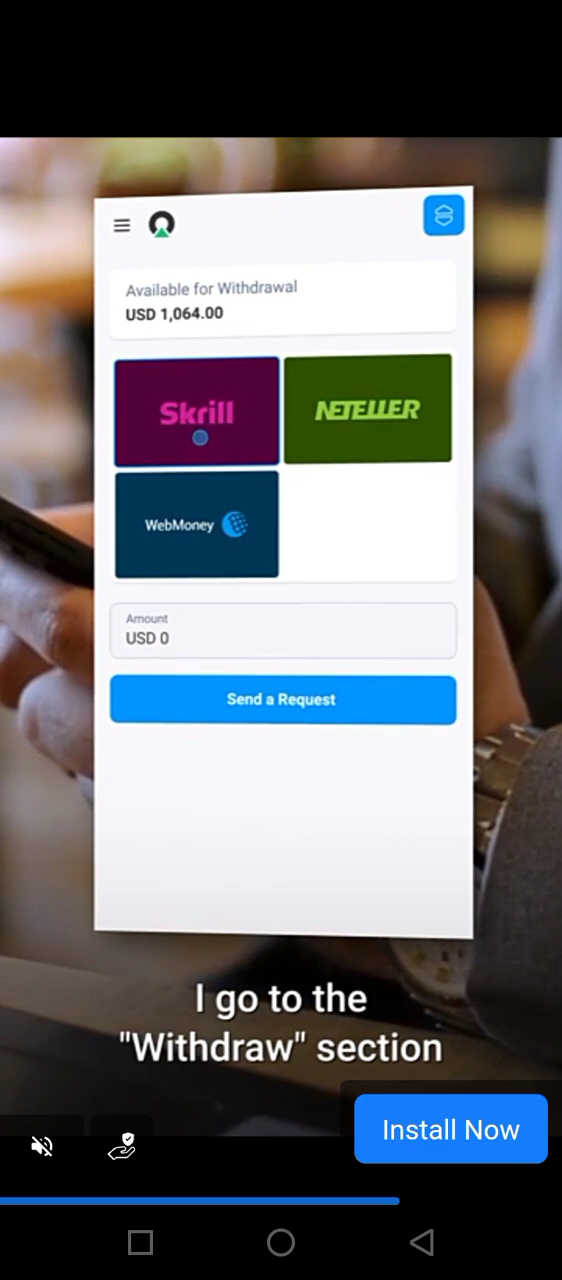 Available for Withdrawal
USD 1,064.00
Skrill
NETELLER
WebMoney
Amount
USD 0
Send a Request
I go to the
"Withdraw" section
Install Now